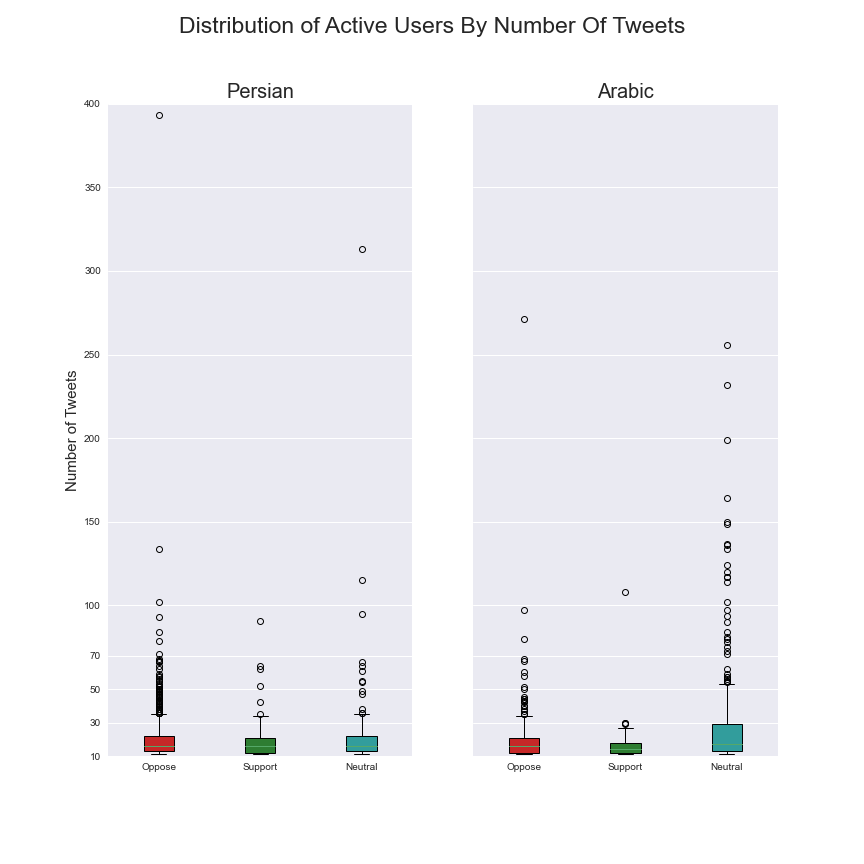 Distribution of Active Users By Number Of Tweets
Persian
Arabic
Number of Tweets
400
350
300
250
200
150
100
70
50
30
10
Oppose Support Neutral
Oppose Support Neutral